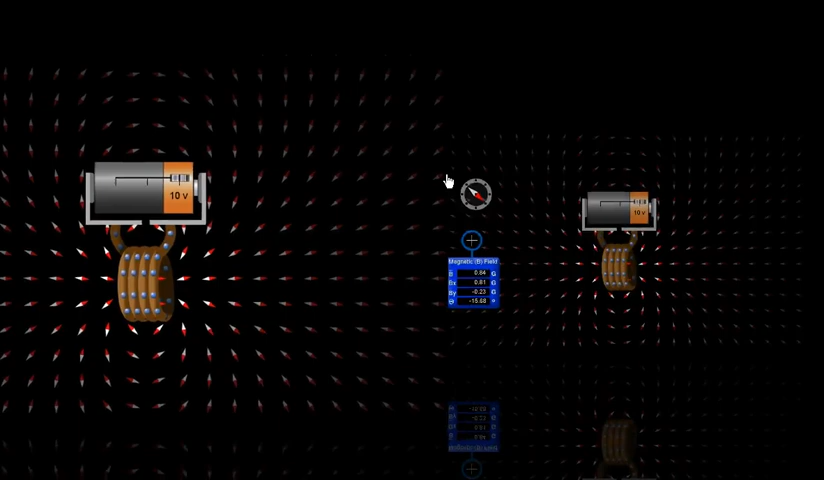 10 V
10 V
Magnetic (B) Field
B 0.84 G
Bx 0.81 G
By -0.23 G
θ -15.68 °